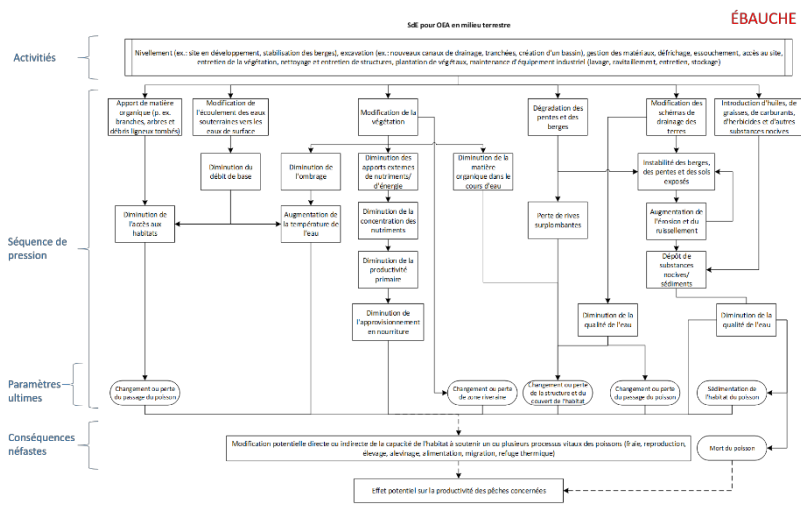 ÉBAUCHE
SdE pour OEA en milieu terrestre
Activités
Nivellement (ex.: site en développement, stabilisation des berges), excavation (ex.: nouveaux canaux de drainage, tranchées, création d'un bassin), gestion des matériaux, défrichage, essouchement, accès au site,
entretien de la végétation, nettoyage et entretien de structures, plantation de végétaux, maintenance d'équipement industriel (lavage, ravitaillement, entretien, stockage)
Séquence de
pression
Apport de matière
organique (p. ex.
branches, arbres et
débris ligneux tombés)
Modification de
l'écoulement des eaux
souterraines vers les
eaux de surface
Modification de la
végétation
Dégradation des
pentes et des
berges
Modification des
schémas de
drainage des
terres
Introduction d'huiles, de
graisses, de carburants,
d'herbicides et d'autres
substances nocives
Diminution du
débit de base
Diminution de
l'ombrage
Diminution des
apports externes
de nutriments/
d'énergie
Diminution de la
matière
organique dans le
cours d'eau
Instabilité des berges,
des pentes et des sols
exposés
Diminution de
l'accès aux
habitats
Augmentation de
la température de
l'eau
Diminution de la
concentration des
nutriments
Perte de rives
surplombantes
Augmentation de
l'érosion et du
ruissellement
Diminution de la
productivité
primaire
Dépôt de
substances
nocives/
sédiments
Diminution de
l'approvisionnement
en nourriture
Diminution de la
qualité de l'eau
Diminution de la
qualité de l'eau
Paramètres
ultimes
Changement ou perte
du passage du poisson
Changement ou perte
de zone riveraine
Changement ou perte
de la structure et du
couvert de l'habitat
Changement ou perte
du passage du poisson
Sédimentation de
l'habitat du poisson
Conséquences
néfastes
Modification potentielle directe ou indirecte de la capacité de l'habitat à soutenir un ou plusieurs processus vitaux des poissons (fraie, reproduction,
élevage, alevinage, alimentation, migration, refuge thermique)
Mort du poisson
Effet potentiel sur la productivité des pêches concernées